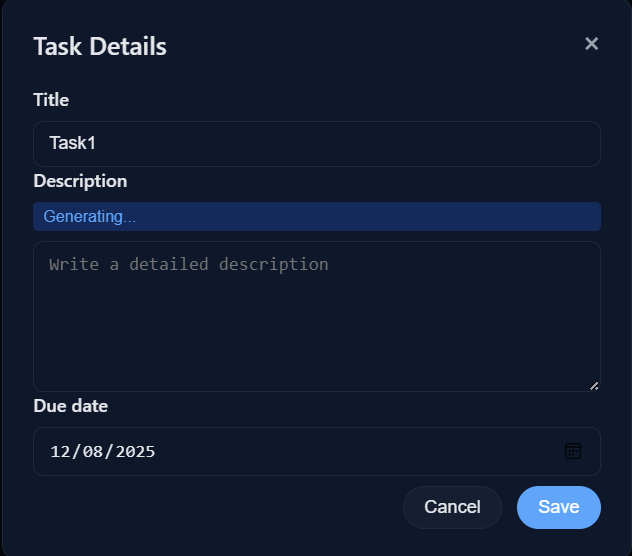 Task Details
Title
Task1
Description
Generating...
Write a detailed description
Due date
12/08/2025
Cancel Save